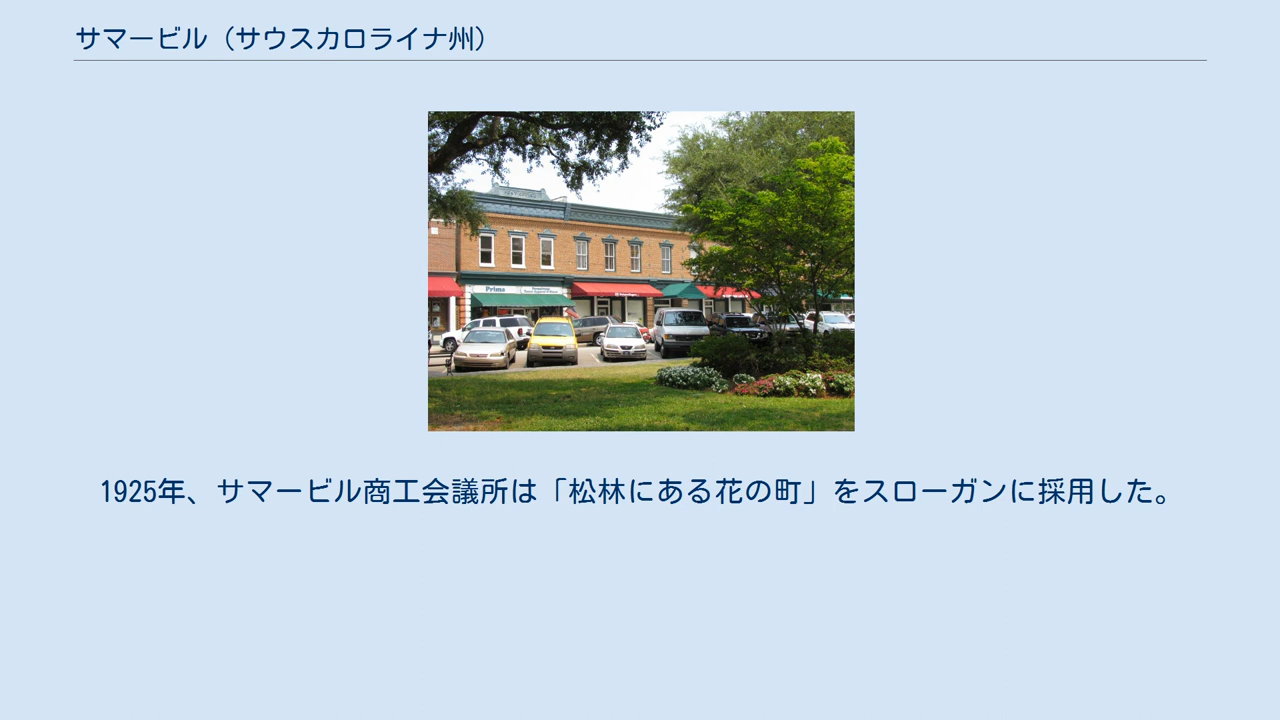 サマービル（サウスカロライナ州）
Prima
1925年、サマービル商工会議所は「松林にある花の町」をスローガンに採用した。